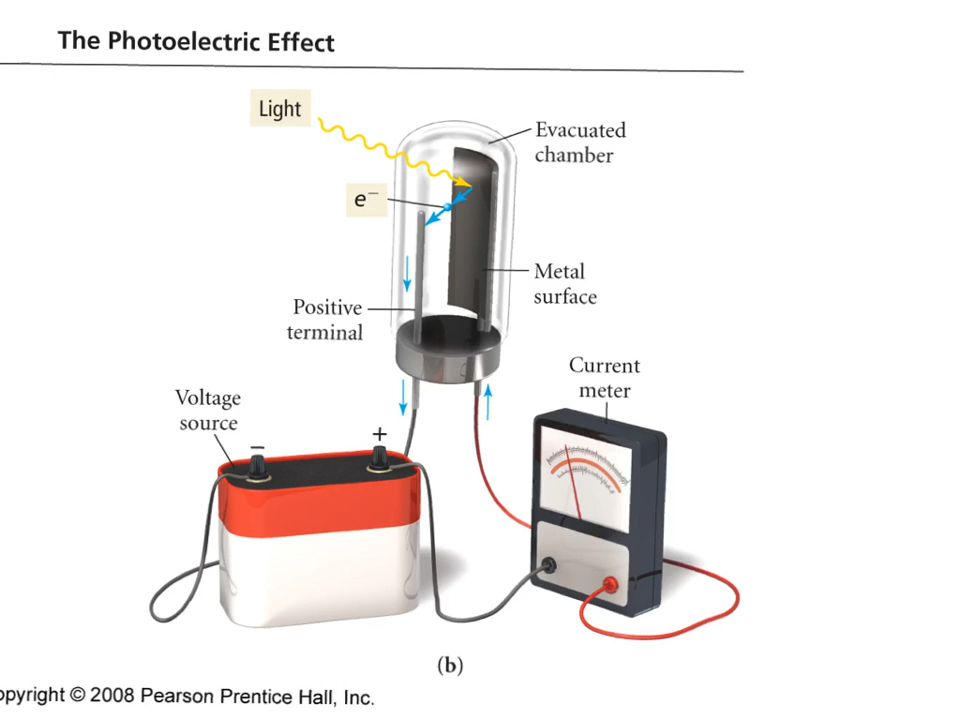 The Photoelectric Effect
Light
Evacuated
chamber
e⁻
Metal
surface
Positive
terminal
Current
meter
Voltage
source
−
+
(b)
opyright © 2008 Pearson Prentice Hall, Inc.